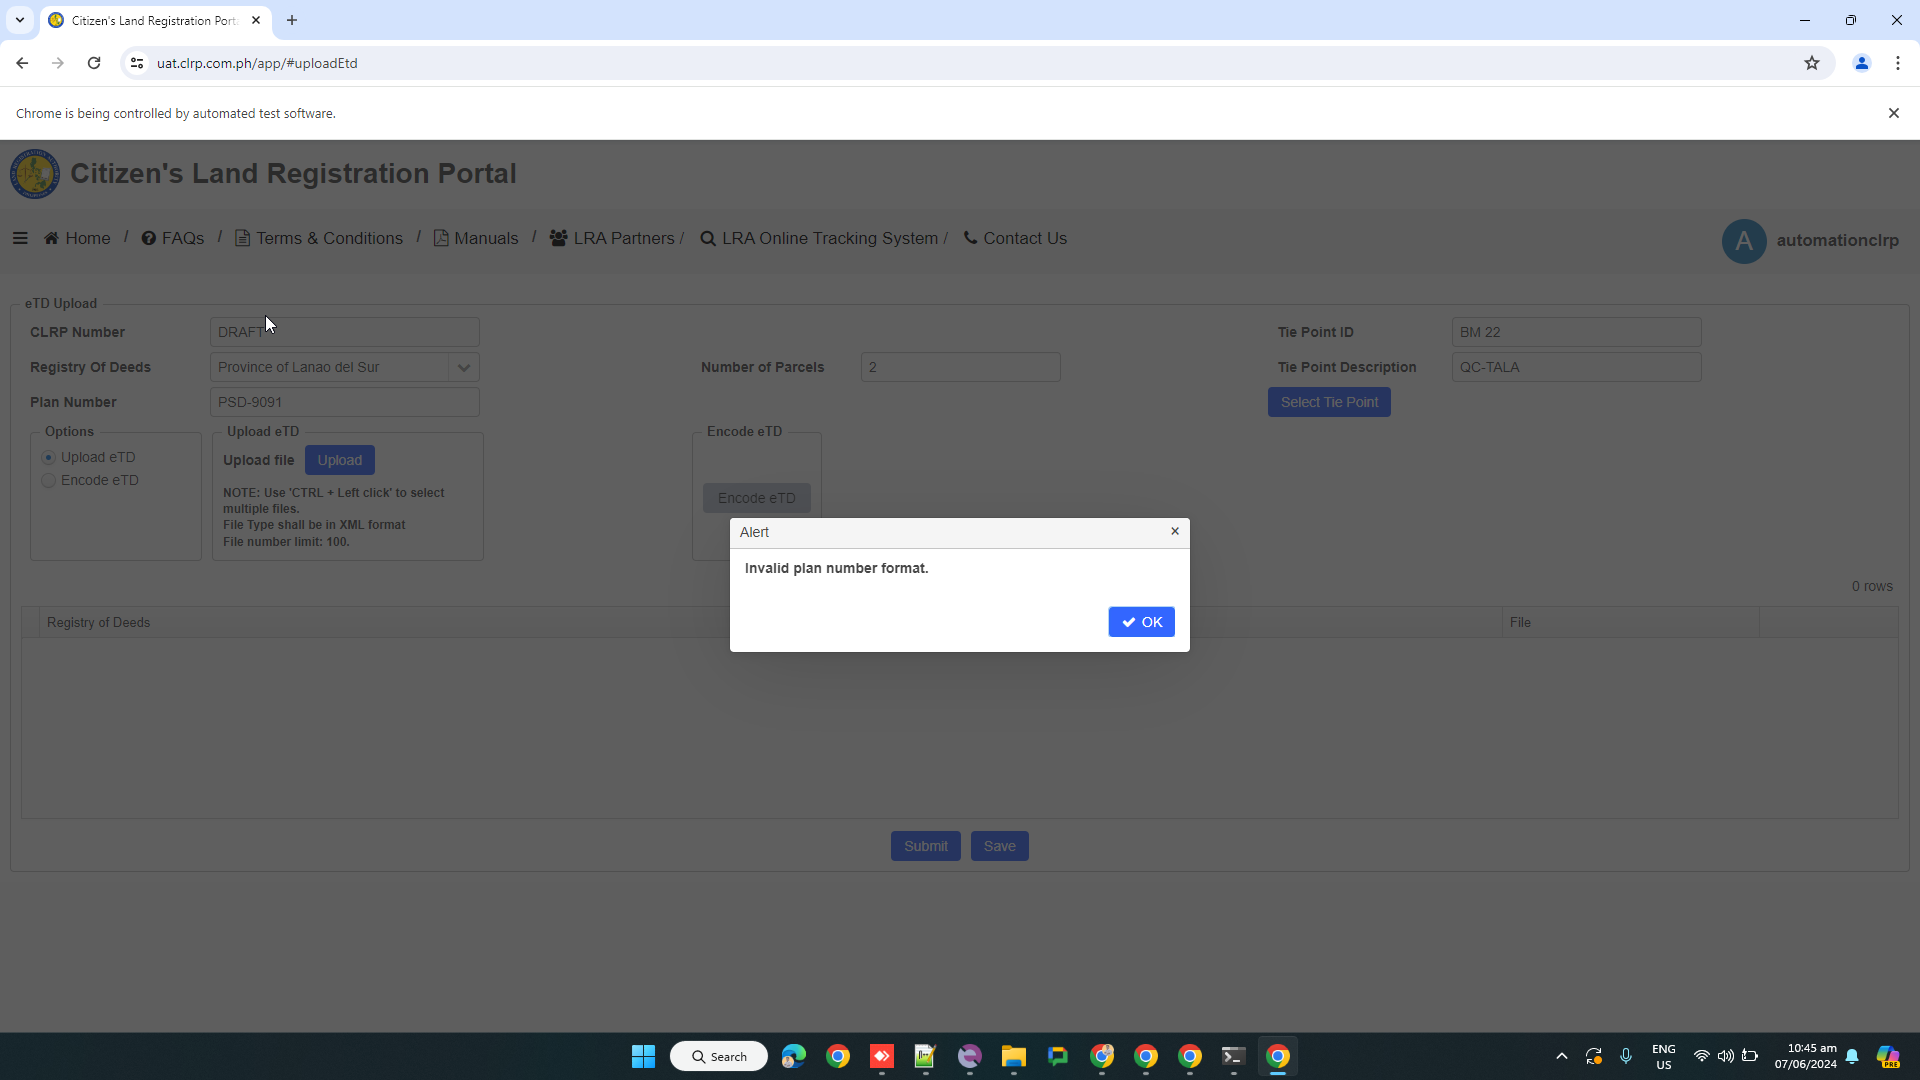 Citizen's Land Registration Porta
uat.clrp.com.ph/app/#uploadEtd
Chrome is being controlled by automated test software.
Citizen's Land Registration Portal
Home / FAQs / Terms & Conditions / Manuals / LRA Partners / LRA Online Tracking System / Contact Us
A automationclrp
eTD Upload
CLRP Number DRAFT Tie Point ID BM 22
Registry Of Deeds Province of Lanao del Sur Number of Parcels 2 Tie Point Description QC-TALA
Plan Number PSD-9091 Select Tie Point
Options Upload eTD Encode eTD
Upload eTD Upload file Upload
Encode eTD
NOTE: Use 'CTRL + Left click' to select
multiple files.
File Type shall be in XML format
File number limit: 100.
Encode eTD
Alert
Invalid plan number format.
OK
0 rows
Registry of Deeds File
Submit Save
Search
ENG
US
10:45 am
07/06/2024
PRE